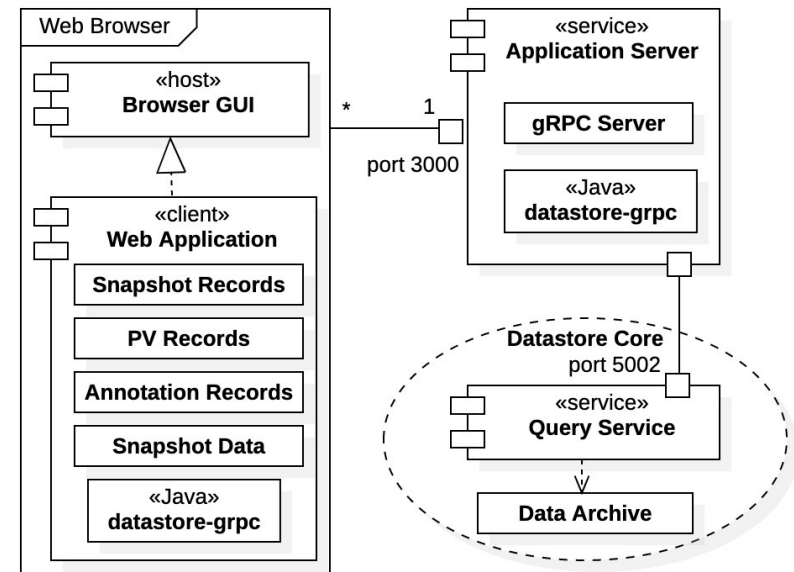 Web Browser
«host»
Browser GUI
«client»
Web Application
Snapshot Records
PV Records
Annotation Records
Snapshot Data
«Java»
datastore-grpc
*
1
port 3000
«service»
Application Server
gRPC Server
«Java»
datastore-grpc
Datastore Core
port 5002
«service»
Query Service
Data Archive